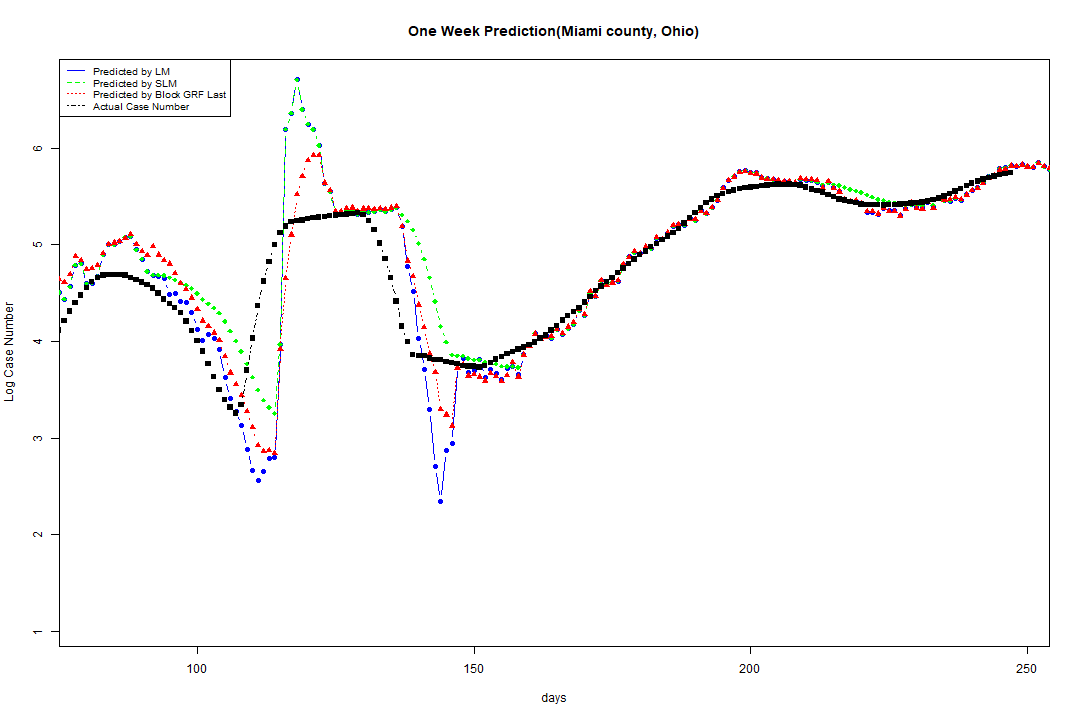 One Week Prediction(Miami county, Ohio)
Predicted by LM
Predicted by SLM
Predicted by Block GRF Last
Actual Case Number
Log Case Number
6
5
4
3
2
1
100 150 200 250
days